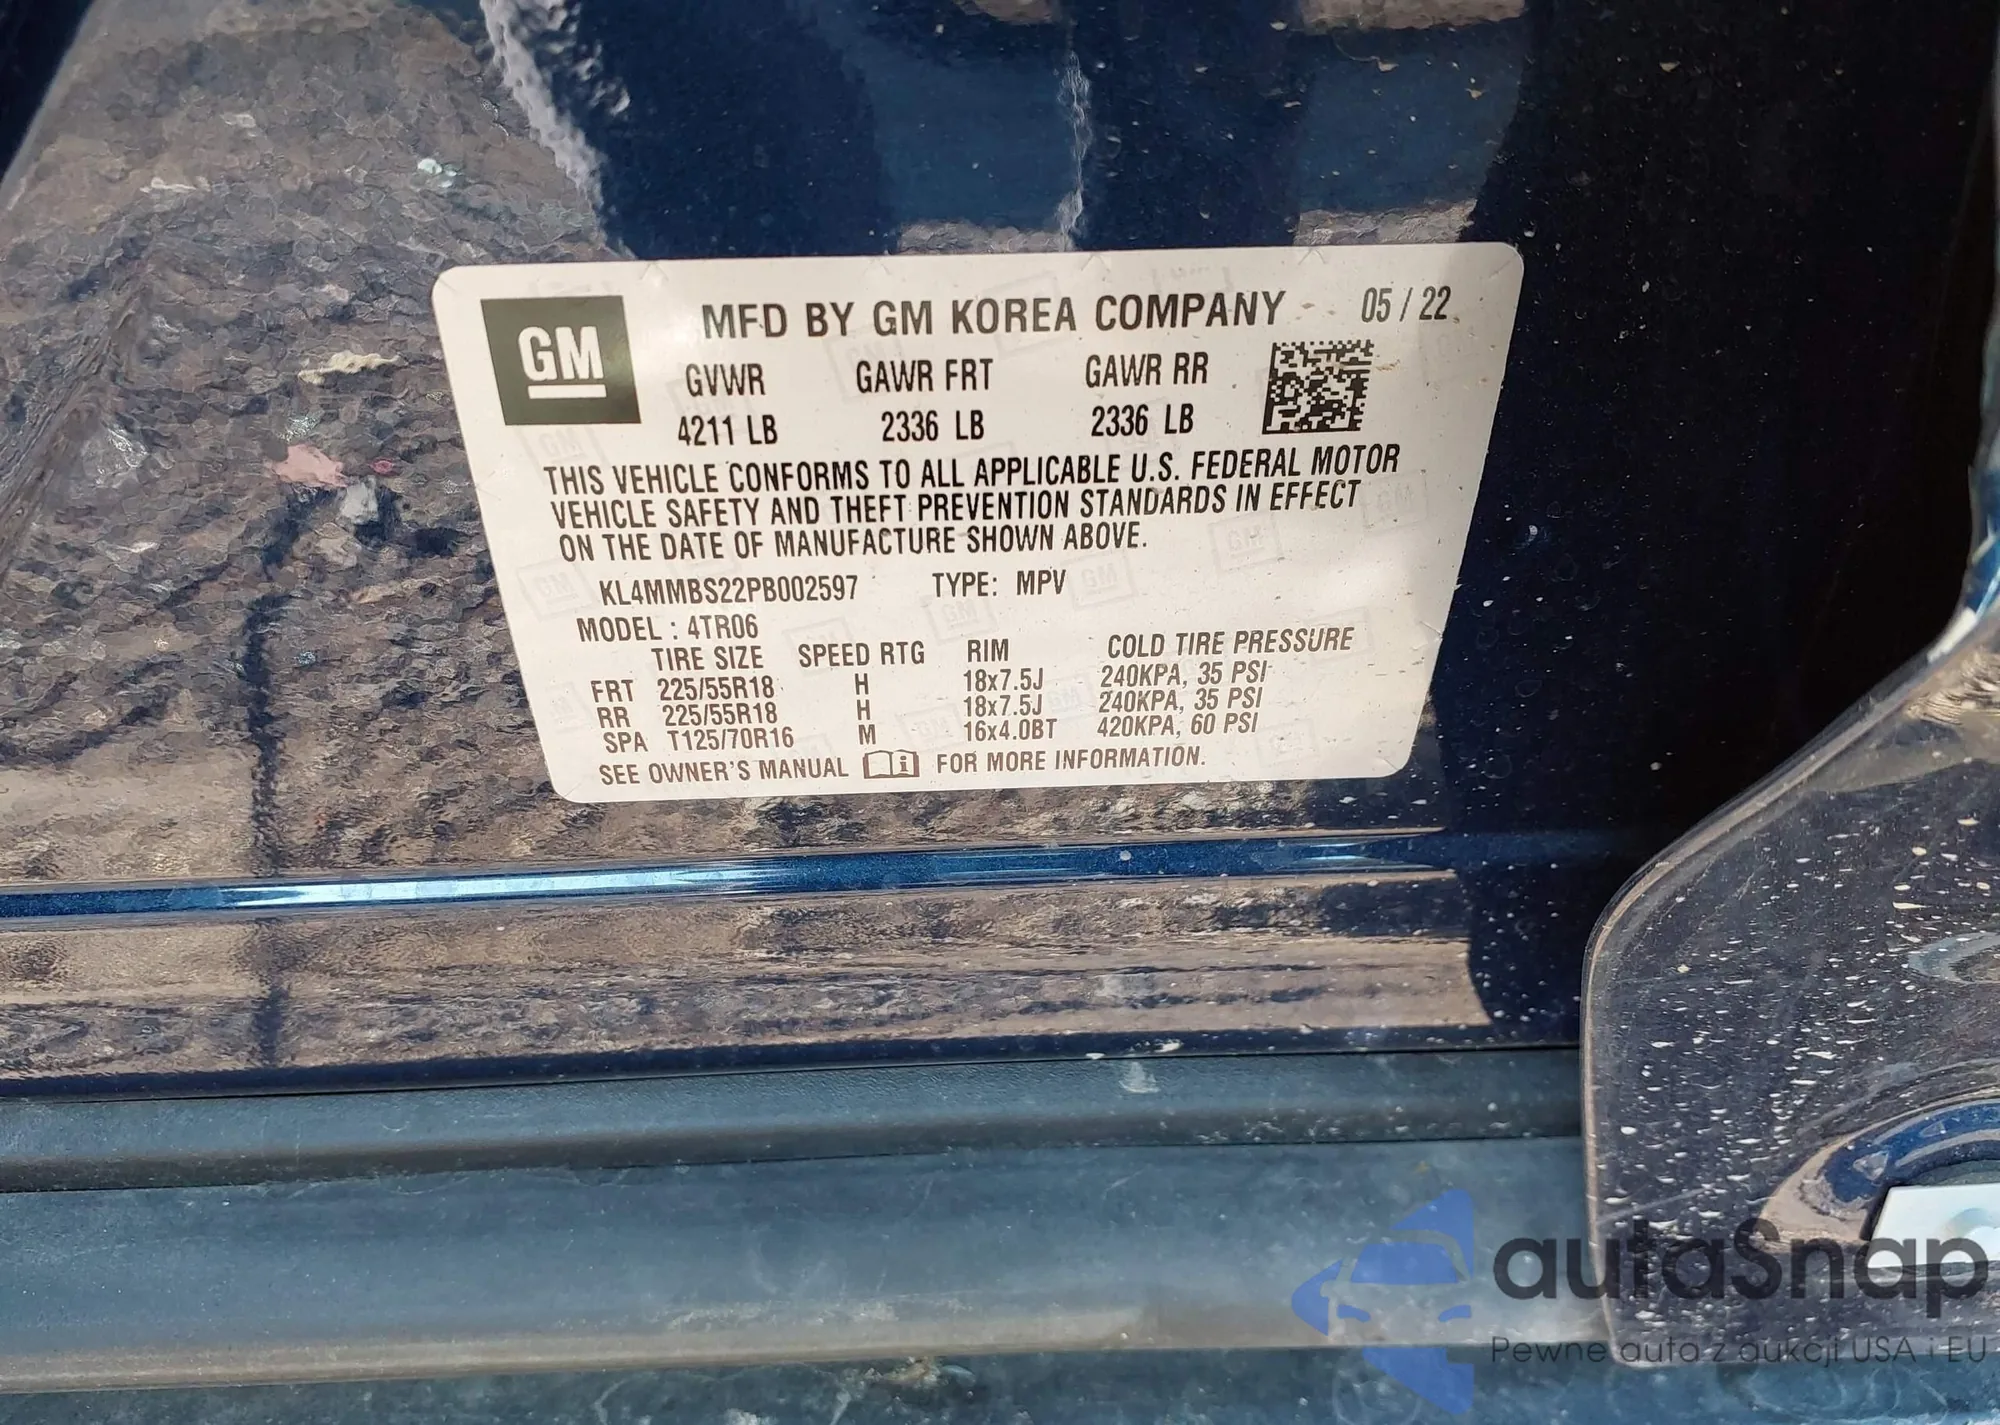 GM
MFD BY GM KOREA COMPANY 05 / 22
GVWR GAWR FRT GAWR RR
4211 LB 2336 LB 2336 LB
THIS VEHICLE CONFORMS TO ALL APPLICABLE U.S. FEDERAL MOTOR
VEHICLE SAFETY AND THEFT PREVENTION STANDARDS IN EFFECT
ON THE DATE OF MANUFACTURE SHOWN ABOVE.
KL4MMBS22PB002597 TYPE: MPV
MODEL : 4TR06
TIRE SIZE SPEED RTG RIM COLD TIRE PRESSURE
FRT 225/55R18 H 18x7.5J 240KPA, 35 PSI
RR 225/55R18 H 18x7.5J 240KPA, 35 PSI
SPA T125/70R16 M 16x4.0BT 420KPA, 60 PSI
SEE OWNER'S MANUAL FOR MORE INFORMATION.
autaSnap
Pewne auta z aukcji USA i EU